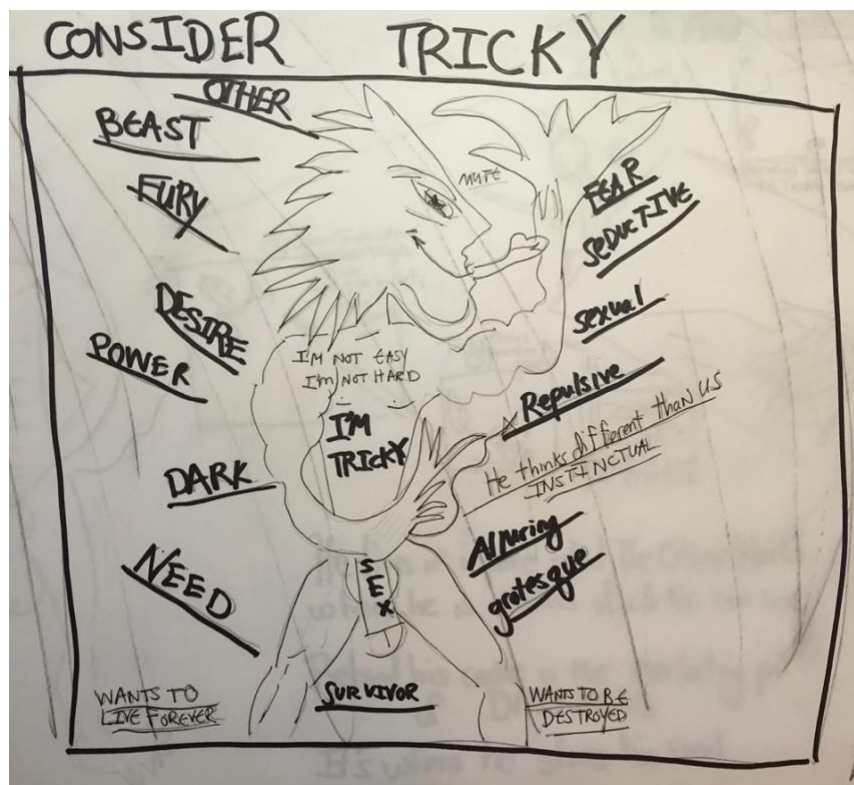 CONSIDER TRICKY
OTHER
BEAST
FURY
DESIRE
POWER
DARK
NEED
MUTE
I'M NOT EASY
I'm NOT HARD
I'M
TRICKY
SEX
FEAR
SEDUCTIVE
sexual
Repulsive
He thinks different thaN US
INSTINCTUAL
Alluring
grotesque
WANTS TO
LIVE FOREVER
SURVIVOR
WANTS TO BE
DESTROYED